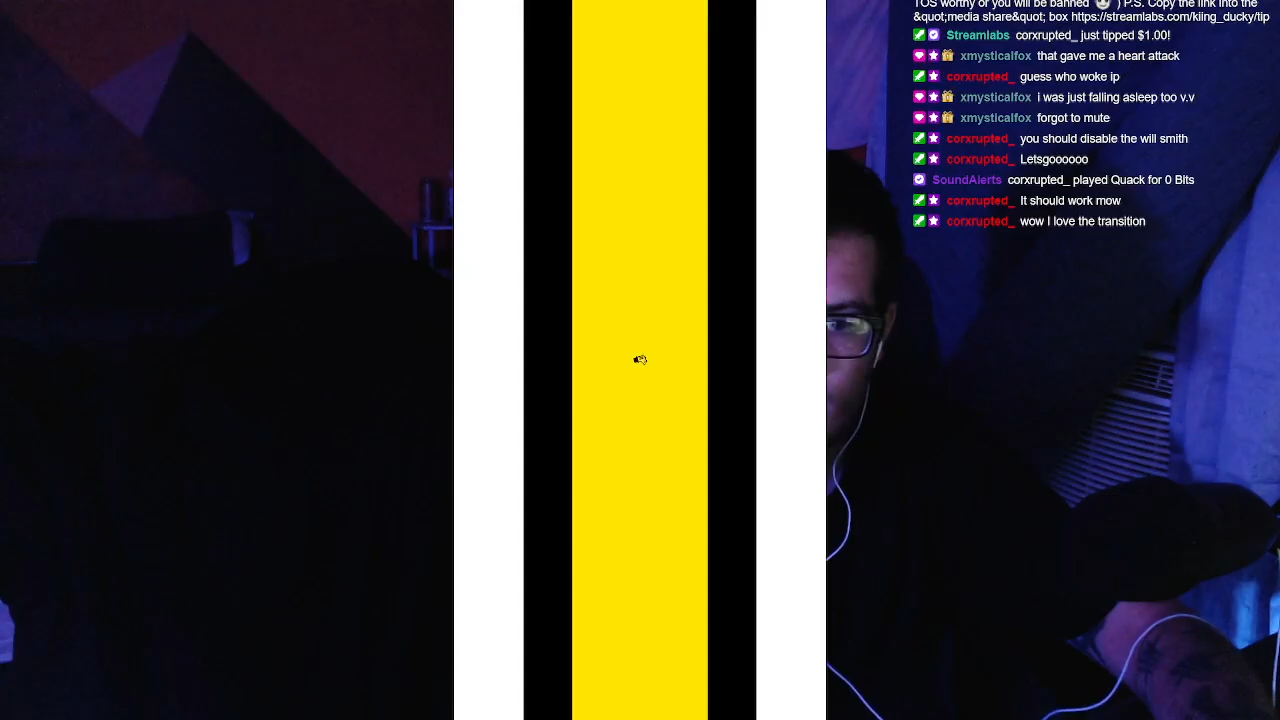 TOS worthy or you will be banned ) P.S. Copy the link into the
&quot;media share&quot; box https://streamlabs.com/kiing_ducky/tip
Streamlabs corxrupted_ just tipped $1.00!
xmysticalfox that gave me a heart attack
corxrupted_ guess who woke ip
xmysticalfox i was just falling asleep too v.v
xmysticalfox forgot to mute
corxrupted_ you should disable the will smith
corxrupted_ Letsgoooooo
SoundAlerts corxrupted_ played Quack for 0 Bits
corxrupted_ It should work mow
corxrupted_ wow I love the transition